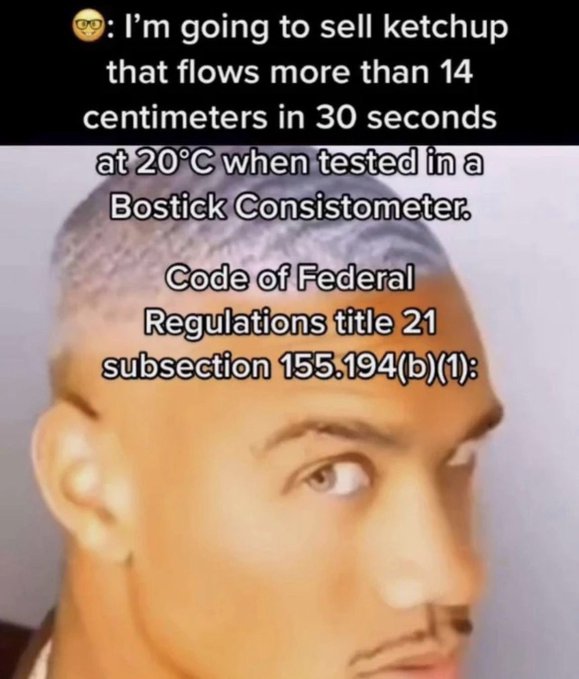 🤓: I'm going to sell ketchup
that flows more than 14
centimeters in 30 seconds
at 20°C when tested in a
Bostick Consistometer.
Code of Federal
Regulations title 21
subsection 155.194(b)(1):